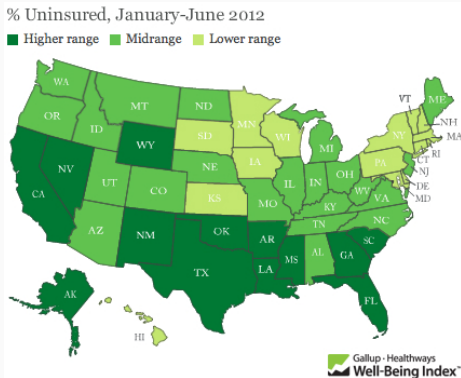 % Uninsured, January-June 2012
Higher range Midrange Lower range
WA
MT
ND
MN
VT
ME
OR
ID
WY
SD
WI
MI
NY
NH
MA
RI
CT
NJ
DE
MD
NV
UT
CO
NE
IA
IL
IN
OH
PA
CA
KS
MO
KY
WV
VA
AZ
NM
OK
AR
TN
NC
TX
LA
MS
AL
GA
SC
FL
AK
HI
Gallup · Healthways
Well-Being Index™